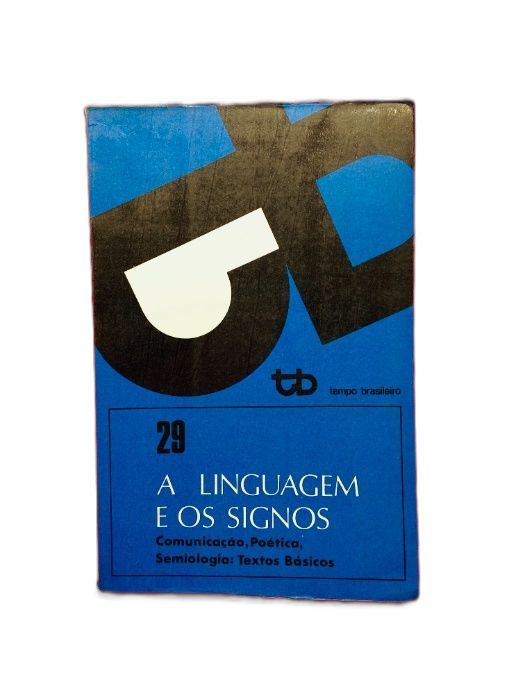 tb tempo brasileiro
29
A LINGUAGEM
E OS SIGNOS
Comunicação, Poética,
Semiologia: Textos Básicos